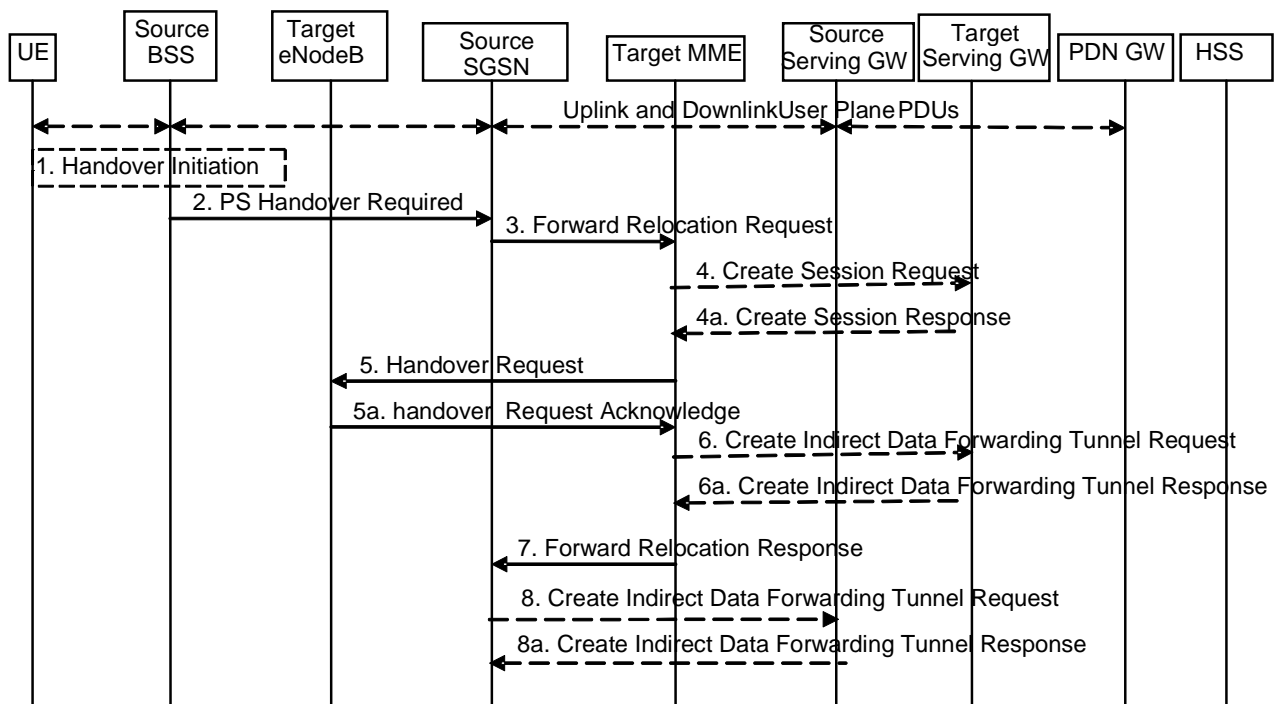 UE
Source
BSS
Target
eNodeB
Source
SGSN
Target MME
Source
Serving GW
Target
Serving GW
PDN GW
HSS
Uplink and DownlinkUser Plane PDUs
1. Handover Initiation
2. PS Handover Required
3. Forward Relocation Request
4. Create Session Request
4a. Create Session Response
5. Handover Request
5a. handover Request Acknowledge
6. Create Indirect Data Forwarding Tunnel Request
6a. Create Indirect Data Forwarding Tunnel Response
7. Forward Relocation Response
8. Create Indirect Data Forwarding Tunnel Request
8a. Create Indirect Data Forwarding Tunnel Response